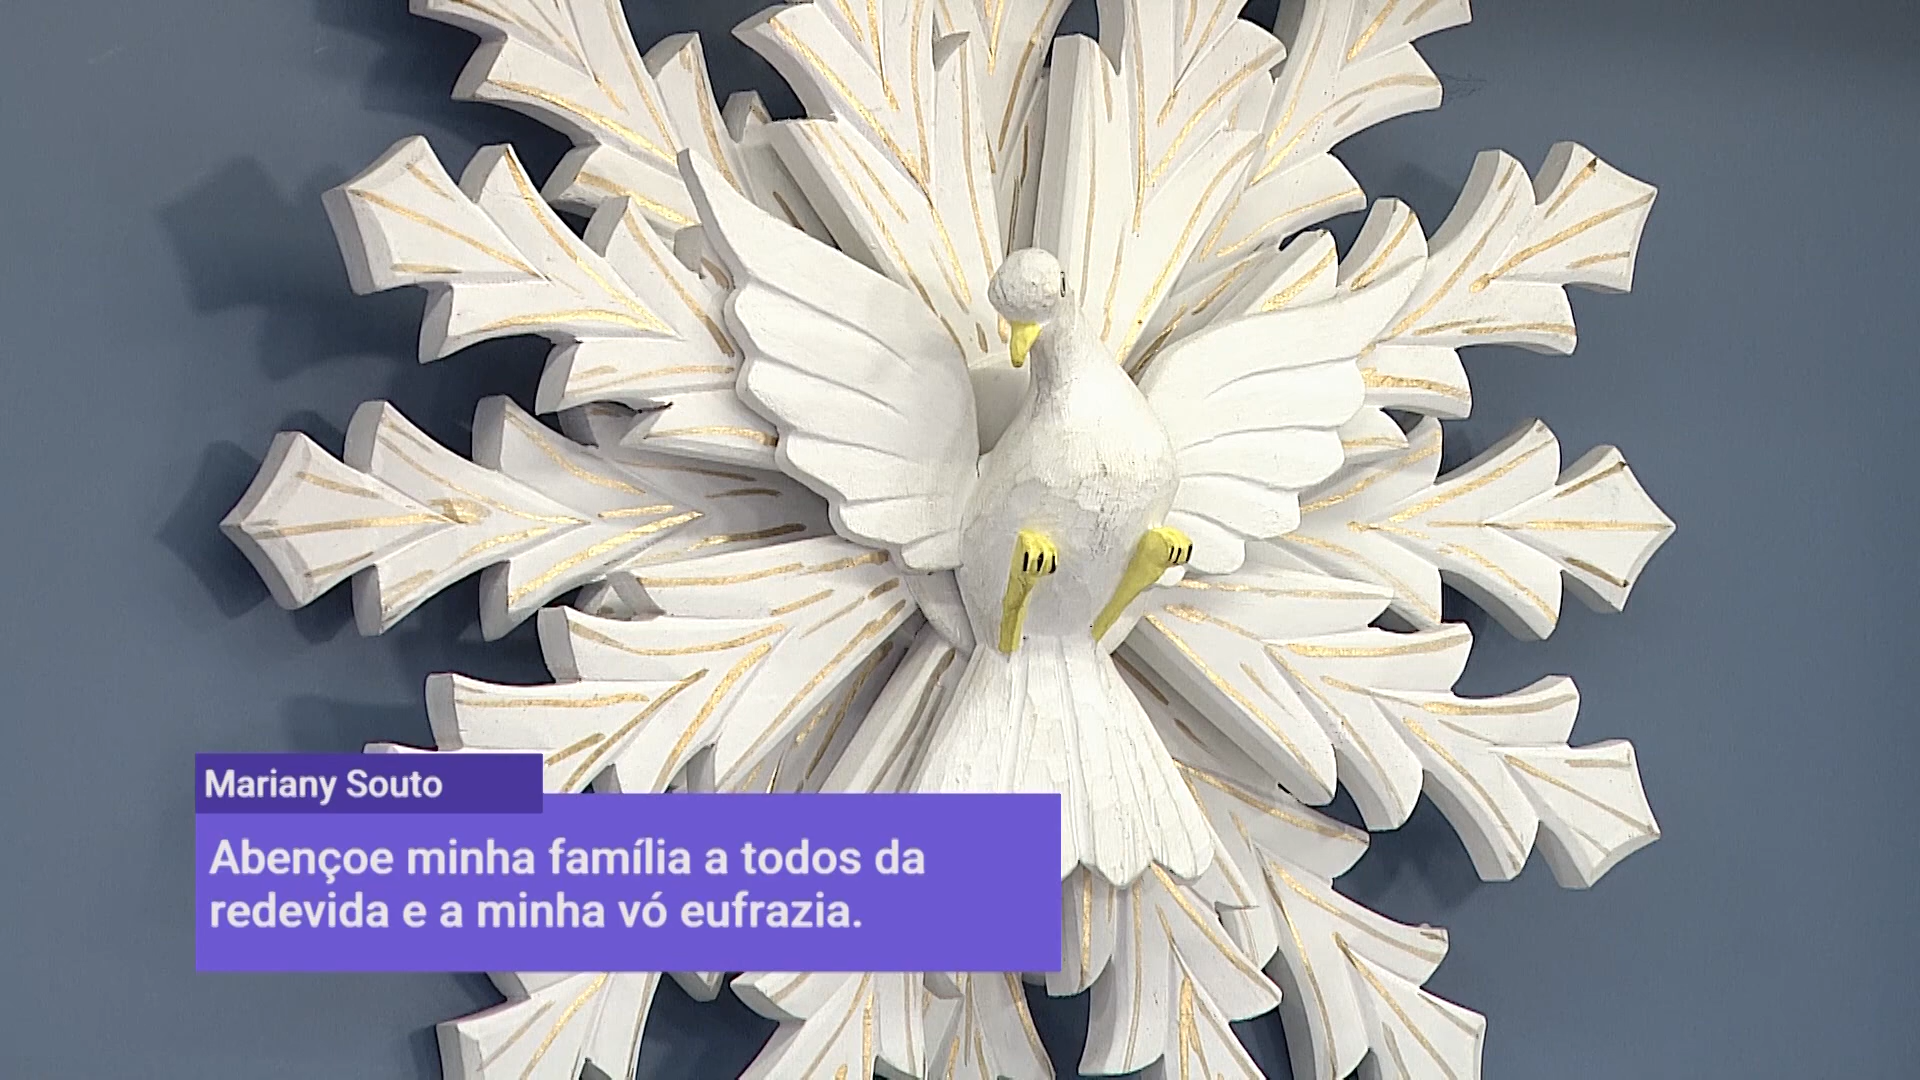 Mariany Souto
Abençoe minha família a todos da
redevida e a minha vó eufrazia.